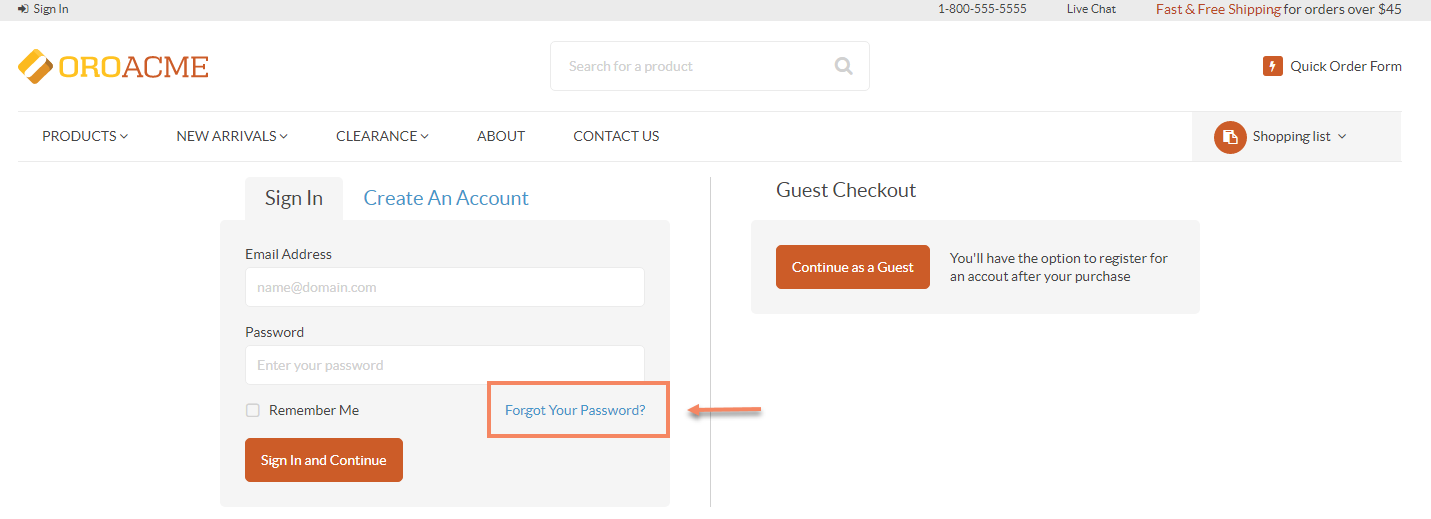 Sign In
1-800-555-5555
Live Chat
Fast & Free Shipping for orders over $45
OROACME
Search for a product
Quick Order Form
PRODUCTS
NEW ARRIVALS
CLEARANCE
ABOUT
CONTACT US
Shopping list
Sign In
Create An Account
Email Address
name@domain.com
Password
Enter your password
Remember Me
Forgot Your Password?
Sign In and Continue
Guest Checkout
Continue as a Guest
You'll have the option to register for
an accout after your purchase